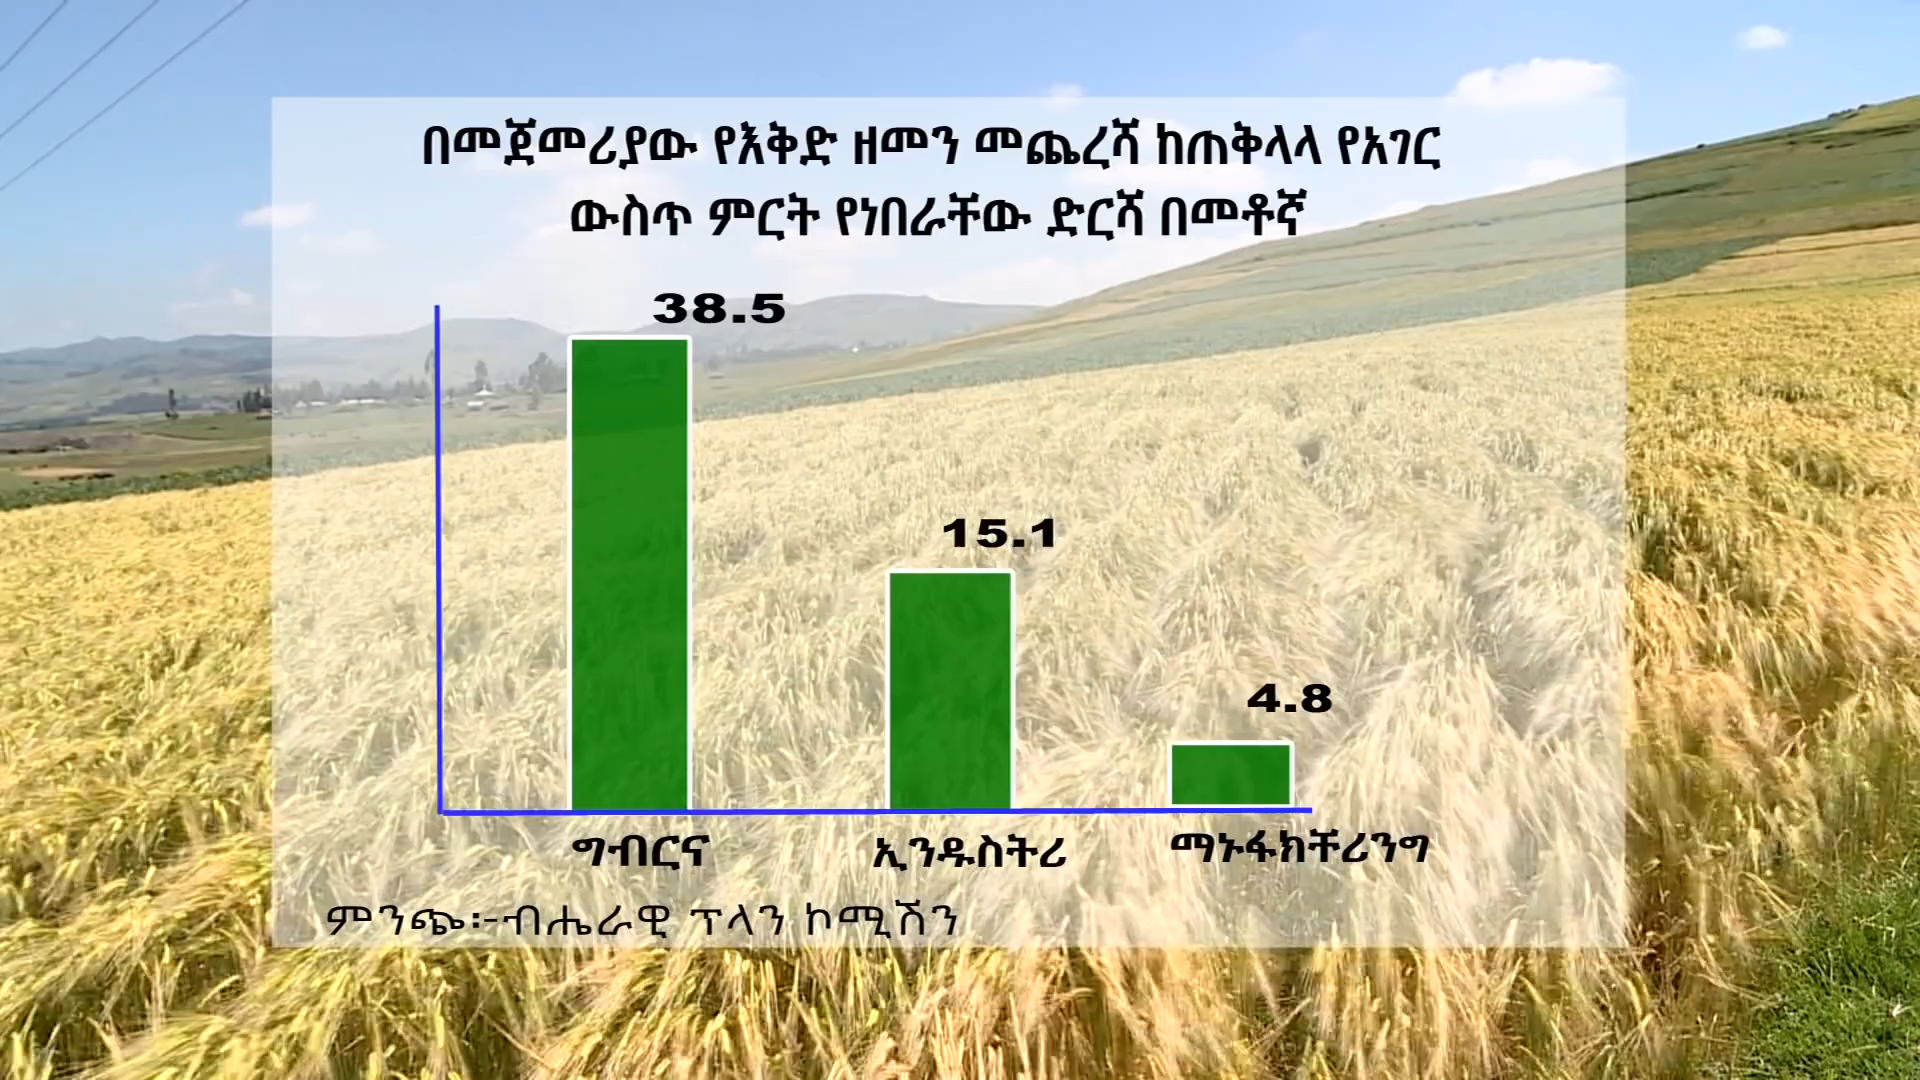 በመጀመሪያው የእቅድ ዘመን መጨረሻ ከጠቅላላ የአገር
ውስጥ ምርት የነበራቸው ድርሻ በመቶኛ
38.5
15.1
4.8
ግብርና
ኢንዱስትሪ
ማኑፋክቸሪንግ
ምንጭ፡-ብሔራዊ ፕላን ኮሚሽን